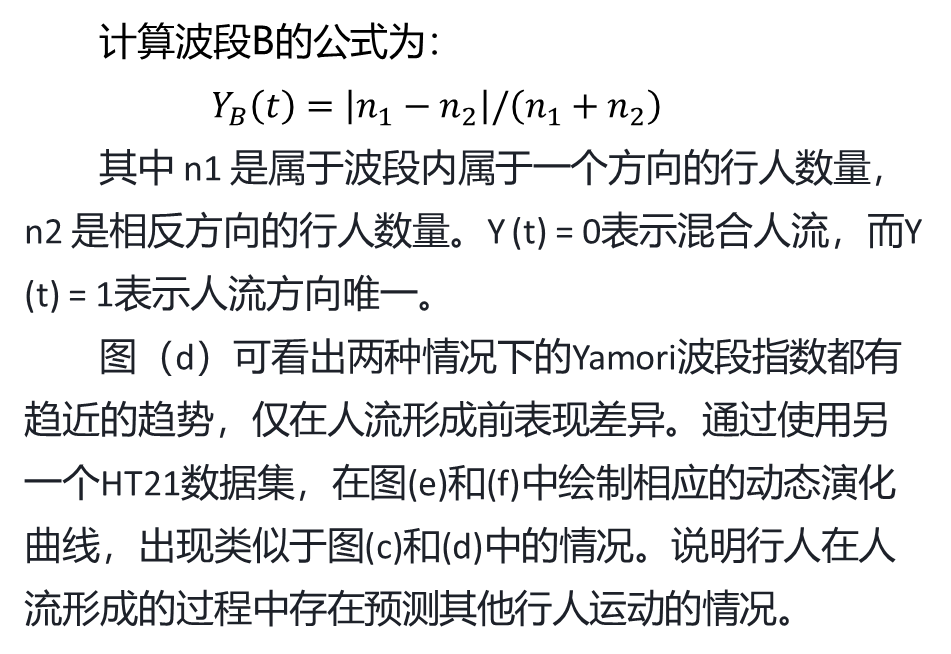 计算波段B的公式为：
Y_B(t) = |n_1 − n_2|/(n_1 + n_2)
其中 n1 是属于波段内属于一个方向的行人数量，
n2 是相反方向的行人数量。Y (t) = 0表示混合人流，而Y
(t) = 1表示人流方向唯一。
图（d）可看出两种情况下的Yamori波段指数都有
趋近的趋势，仅在人流形成前表现差异。通过使用另
一个HT21数据集，在图(e)和(f)中绘制相应的动态演化
曲线，出现类似于图(c)和(d)中的情况。说明行人在人
流形成的过程中存在预测其他行人运动的情况。